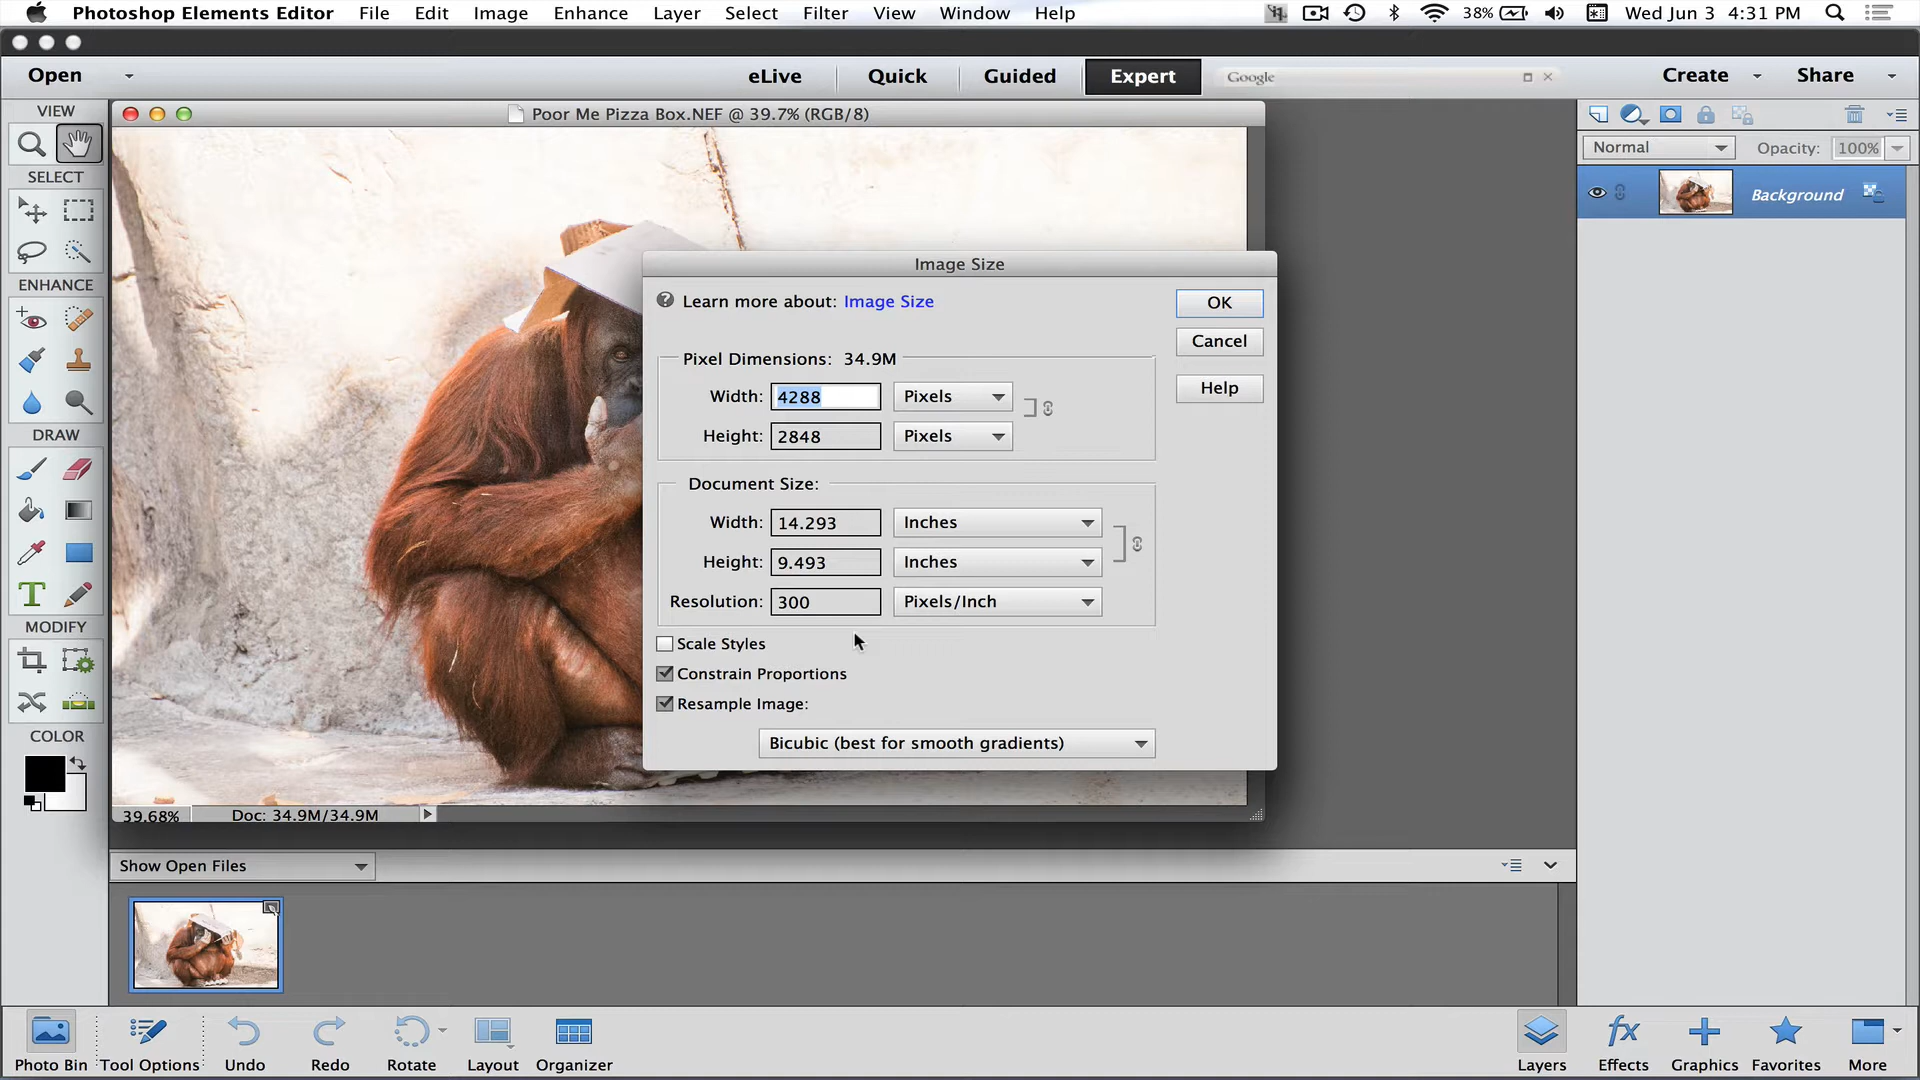 Photoshop Elements Editor File Edit Image Enhance Layer Select Filter View Window Help 38% Wed Jun 3 4:31 PM
Open eLive Quick Guided Expert Google Create Share
VIEW
Poor Me Pizza Box.NEF @ 39.7% (RGB/8)
Normal Opacity: 100%
SELECT
Background
ENHANCE
Image Size
Learn more about: Image Size
OK
Cancel
Pixel Dimensions: 34.9M
Help
Width: 4288 Pixels
Height: 2848 Pixels
DRAW
Document Size:
Width: 14.293 Inches
Height: 9.493 Inches
Resolution: 300 Pixels/Inch
T
MODIFY
Scale Styles
Constrain Proportions
Resample Image:
Bicubic (best for smooth gradients)
COLOR
39.68% Doc: 34.9M/34.9M
Show Open Files
fx
Photo Bin Tool Options Undo Redo Rotate Layout Organizer Layers Effects Graphics Favorites More